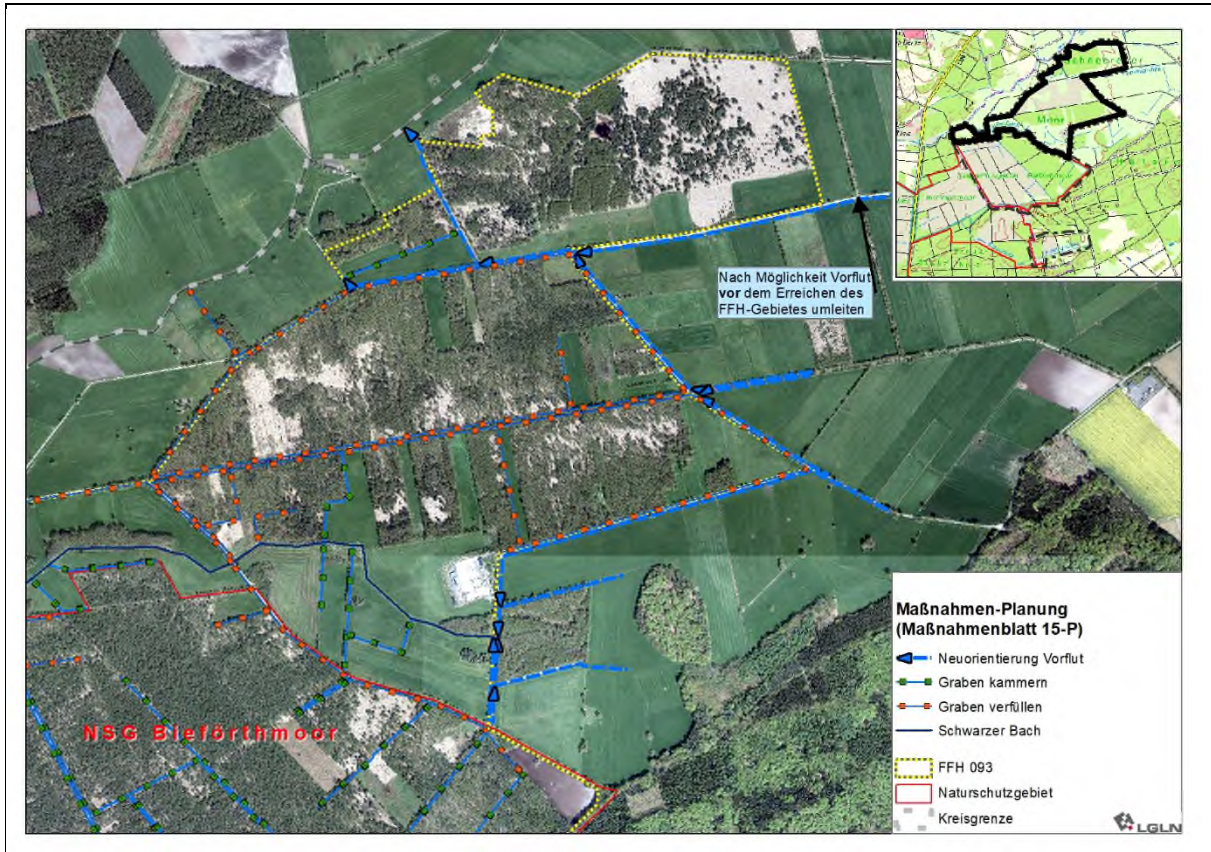 Nach Möglichkeit Vorflut
vor dem Erreichen des
FFH-Gebietes umleiten
Moor
NSG Bieförthmoor
Maßnahmen-Planung
(Maßnahmenblatt 15-P)
Neuorientierung Vorflut
Graben kammern
Graben verfüllen
Schwarzer Bach
FFH 093
Naturschutzgebiet
Kreisgrenze
LGLN